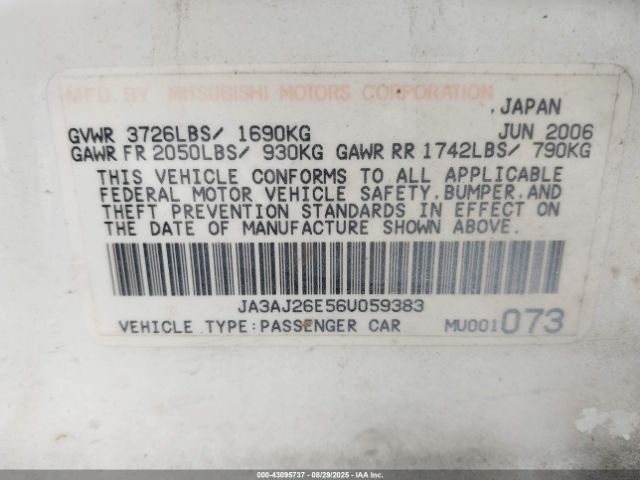 MFD. BY MITSUBISHI MOTORS CORPORATION
, JAPAN
GVWR 3726LBS/ 1690KG JUN 2006
GAWR FR 2050LBS/ 930KG GAWR RR 1742LBS/ 790KG
THIS VEHICLE CONFORMS TO ALL APPLICABLE
FEDERAL MOTOR VEHICLE SAFETY, BUMPER, AND
THEFT PREVENTION STANDARDS IN EFFECT ON
THE DATE OF MANUFACTURE SHOWN ABOVE.
JA3AJ26E56U059383
VEHICLE TYPE:PASSENGER CAR MU001073
000-43095737 - 08/29/2025 - IAAI.COM